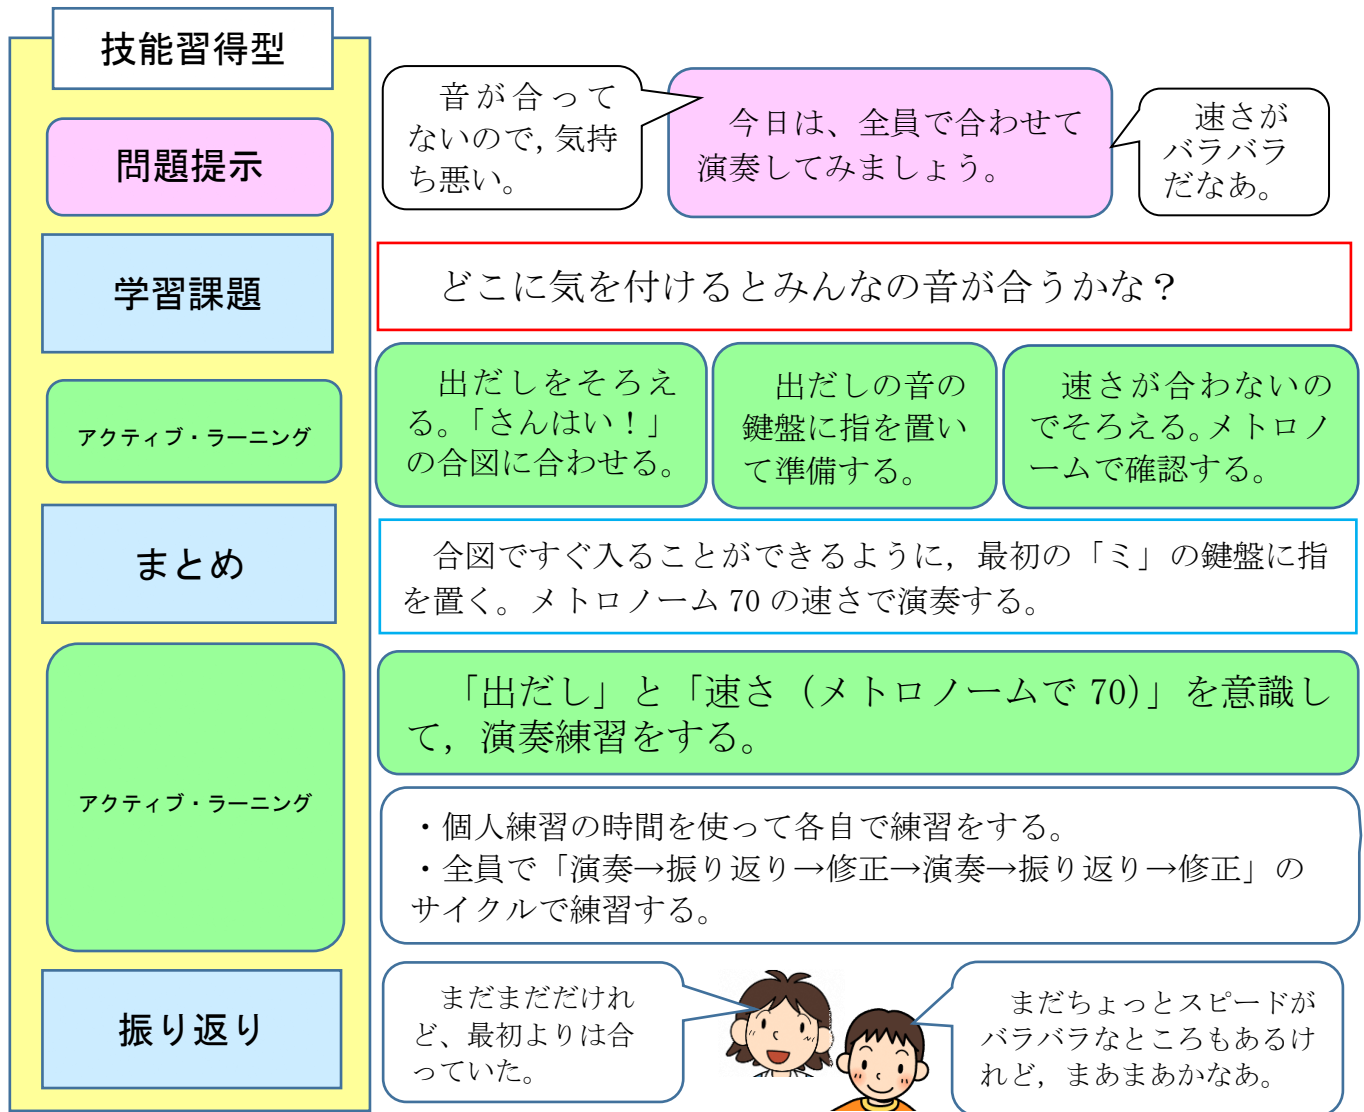 技能習得型
問題提示
音が合って
ないので,気持
ち悪い。
今日は、全員で合わせて
演奏してみましょう。
速さが
バラバラ
だなあ。
学習課題
どこに気を付けるとみんなの音が合うかな？
アクティブ・ラーニング
出だしをそろえ
る。「さんはい！」
の合図に合わせる。
出だしの音の
鍵盤に指を置い
て準備する。
速さが合わないの
でそろえる。メトロノ
ームで確認する。
まとめ
合図ですぐ入ることができるように，最初の「ミ」の鍵盤に指
を置く。メトロノーム 70 の速さで演奏する。
アクティブ・ラーニング
「出だし」と「速さ（メトロノームで 70)」を意識し
て，演奏練習をする。
・個人練習の時間を使って各自で練習をする。
・全員で「演奏→振り返り→修正→演奏→振り返り→修正」の
サイクルで練習する。
振り返り
まだまだだけれ
ど、最初よりは合
っていた。
まだちょっとスピードが
バラバラなところもあるけ
れど，まあまあかなあ。